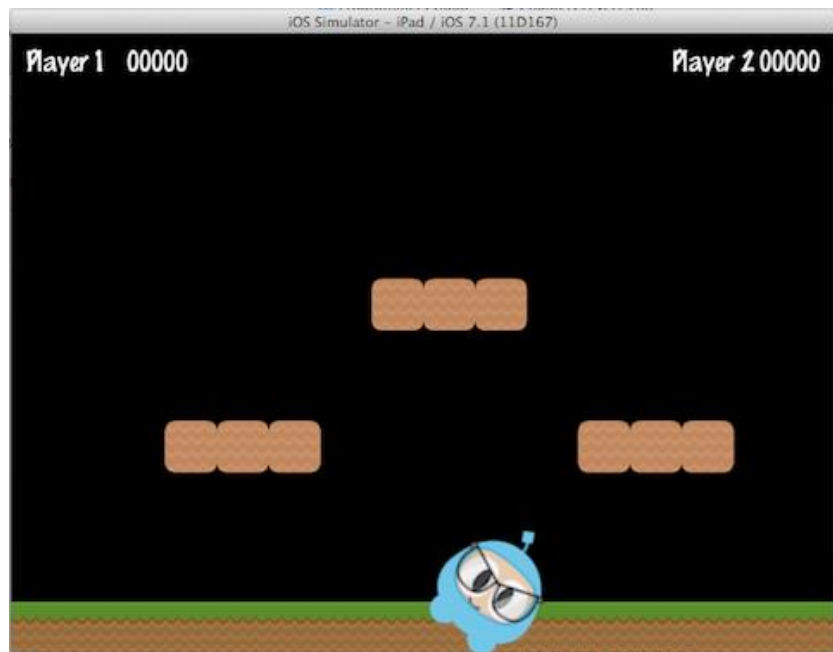 iOS Simulator - iPad / iOS 7.1 (11D167)
Player 1 00000
Player 2 00000